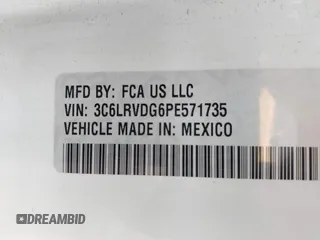 MFD BY: FCA US LLC
VIN: 3C6LRVDG6PE571735
VEHICLE MADE IN: MEXICO
DREAMBID